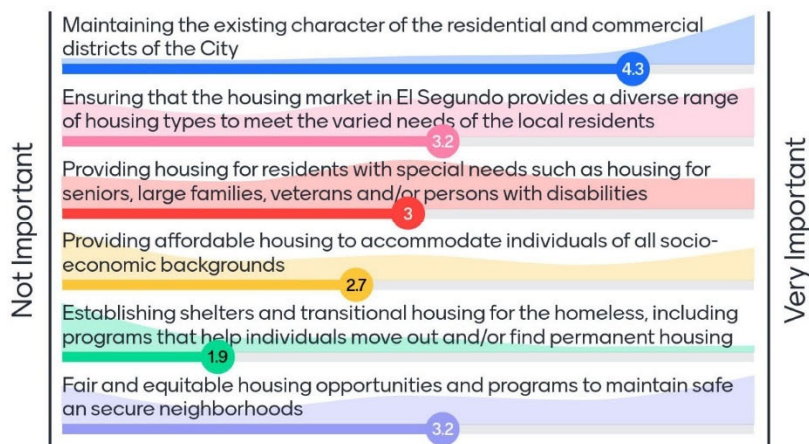 Maintaining the existing character of the residential and commercial
districts of the City
4.3
Ensuring that the housing market in El Segundo provides a diverse range
of housing types to meet the varied needs of the local residents
3.2
Providing housing for residents with special needs such as housing for
seniors, large families, veterans and/or persons with disabilities
3
Providing affordable housing to accommodate individuals of all socio-
economic backgrounds
2.7
Establishing shelters and transitional housing for the homeless, including
programs that help individuals move out and/or find permanent housing
1.9
Fair and equitable housing opportunities and programs to maintain safe
an secure neighborhoods
3.2
Not Important
Very Important